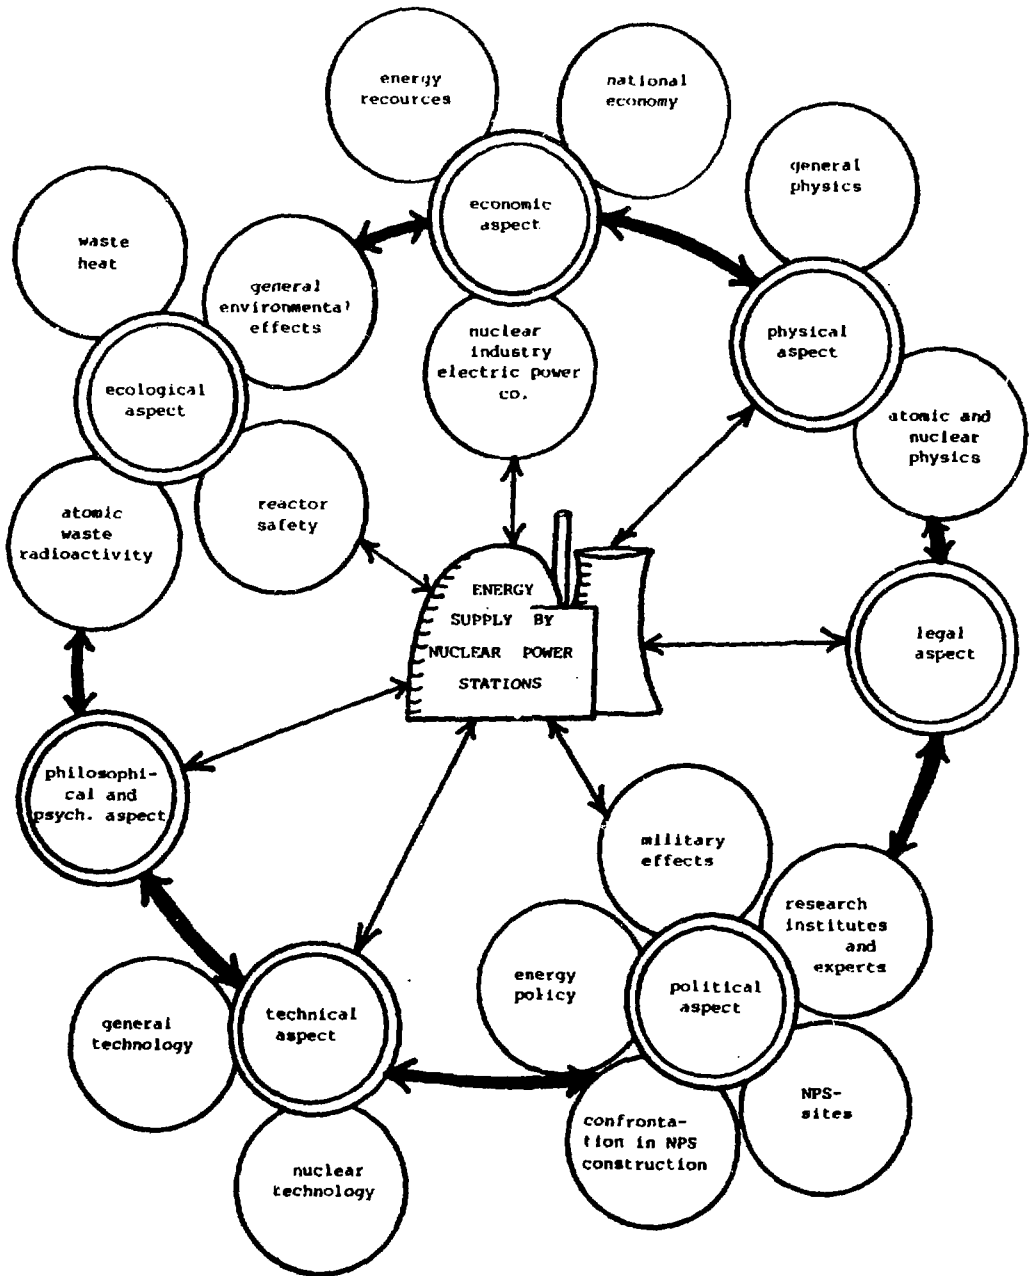 energy
recources
national
economy
general
physics
economic
aspect
waste
heat
general
environmental
effects
nuclear
industry
electric power
co.
physical
aspect
ecological
aspect
atomic and
nuclear
physics
reactor
safety
atomic
waste
radioactivity
ENERGY
SUPPLY BY
NUCLEAR POWER
STATIONS
legal
aspect
philosophi-
cal and
psych. aspect
military
effects
research
institutes
and
experts
energy
policy
political
aspect
general
technology
technical
aspect
NPS-
sites
confronta-
tion in NPS
construction
nuclear
technology